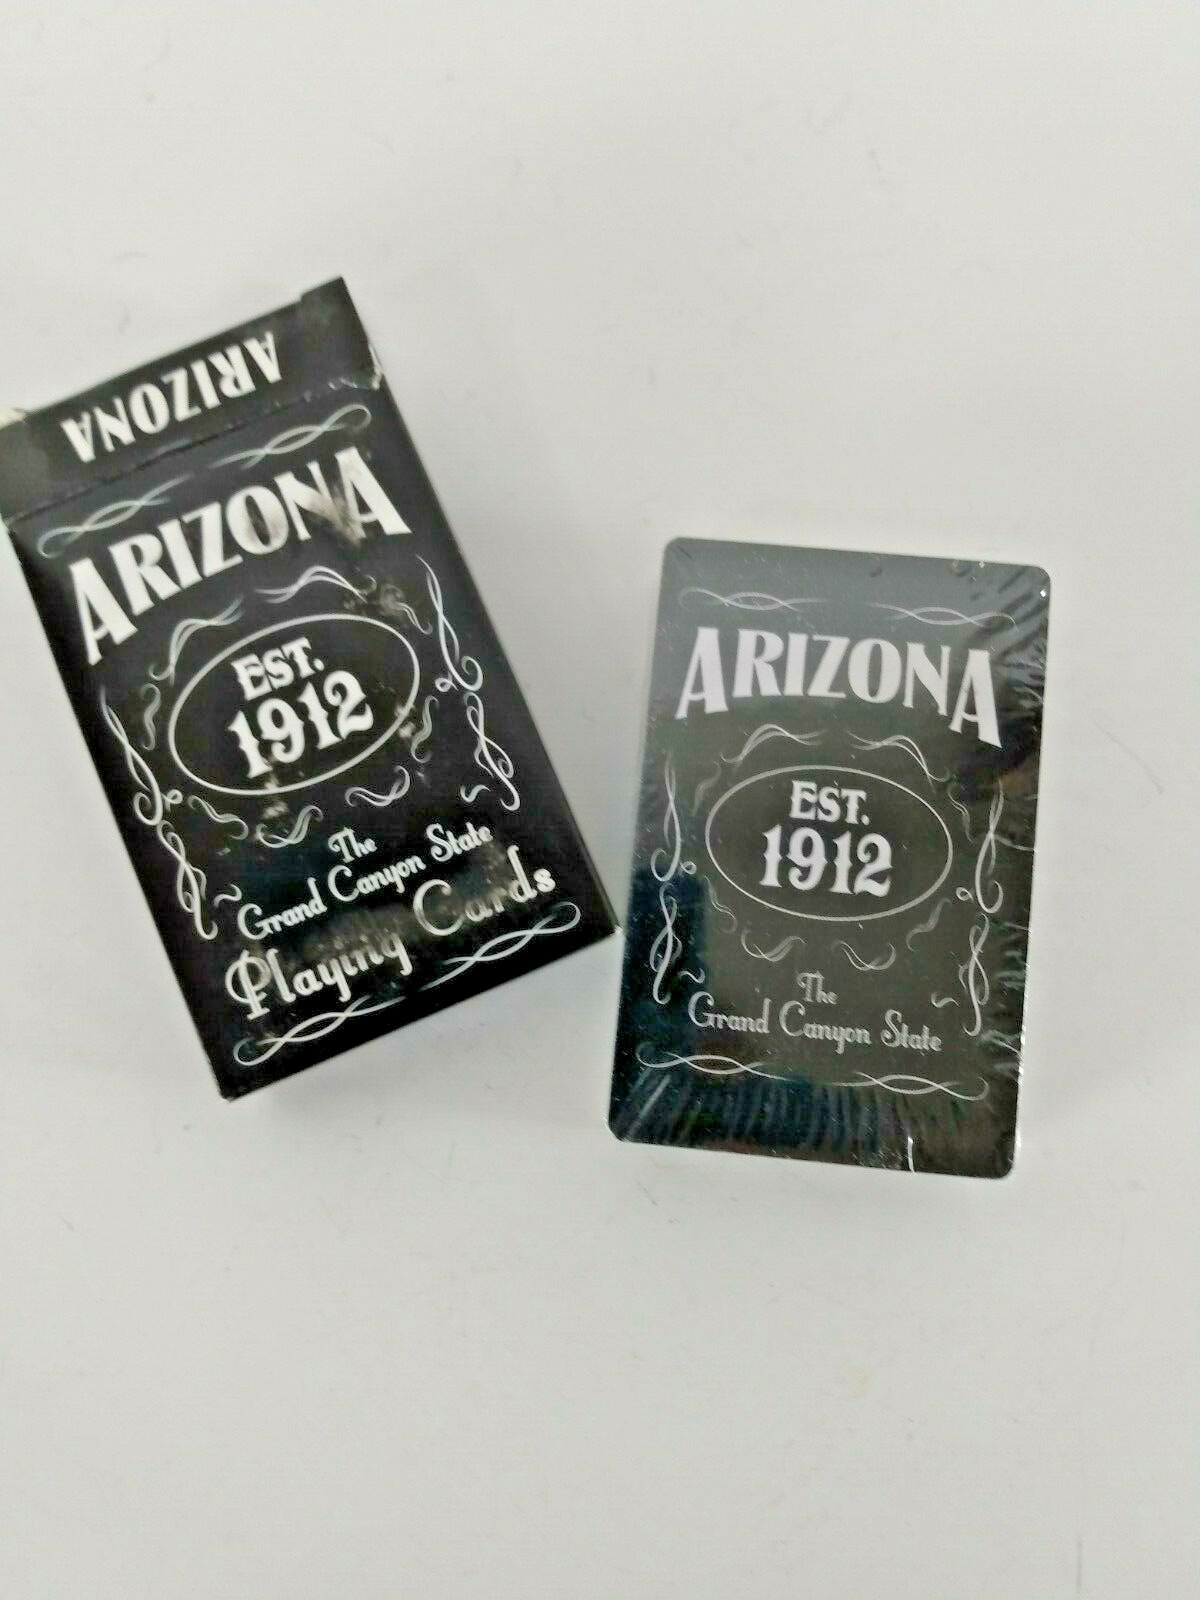 ARIZONA
ARIZONA
EST.
1912
The
Grand Canyon State
Playing Cards
ARIZONA
EST.
1912
The
Grand Canyon State